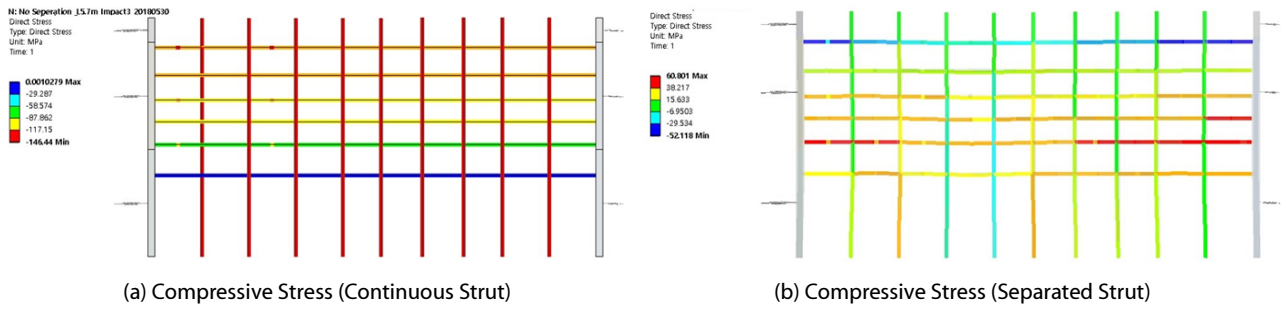 N: No Seperation _L5.7m Impact3 20180530
Direct Stress
Type: Direct Stress
Unit: MPa
Time: 1
0.0010279 Max
-29.287
-58.574
-87.862
-117.15
-146.44 Min
(a) Compressive Stress (Continuous Strut)
Direct Stress
Type: Direct Stress
Unit: MPa
Time: 1
60.801 Max
38.217
15.633
-6.9503
-29.534
-52.118 Min
(b) Compressive Stress (Separated Strut)